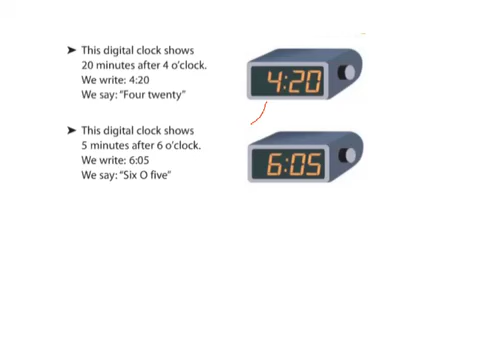 ➤ This digital clock shows
20 minutes after 4 o'clock.
We write: 4:20
We say: "Four twenty"
4:20
➤ This digital clock shows
5 minutes after 6 o'clock.
We write: 6:05
We say: "Six O five"
6:05